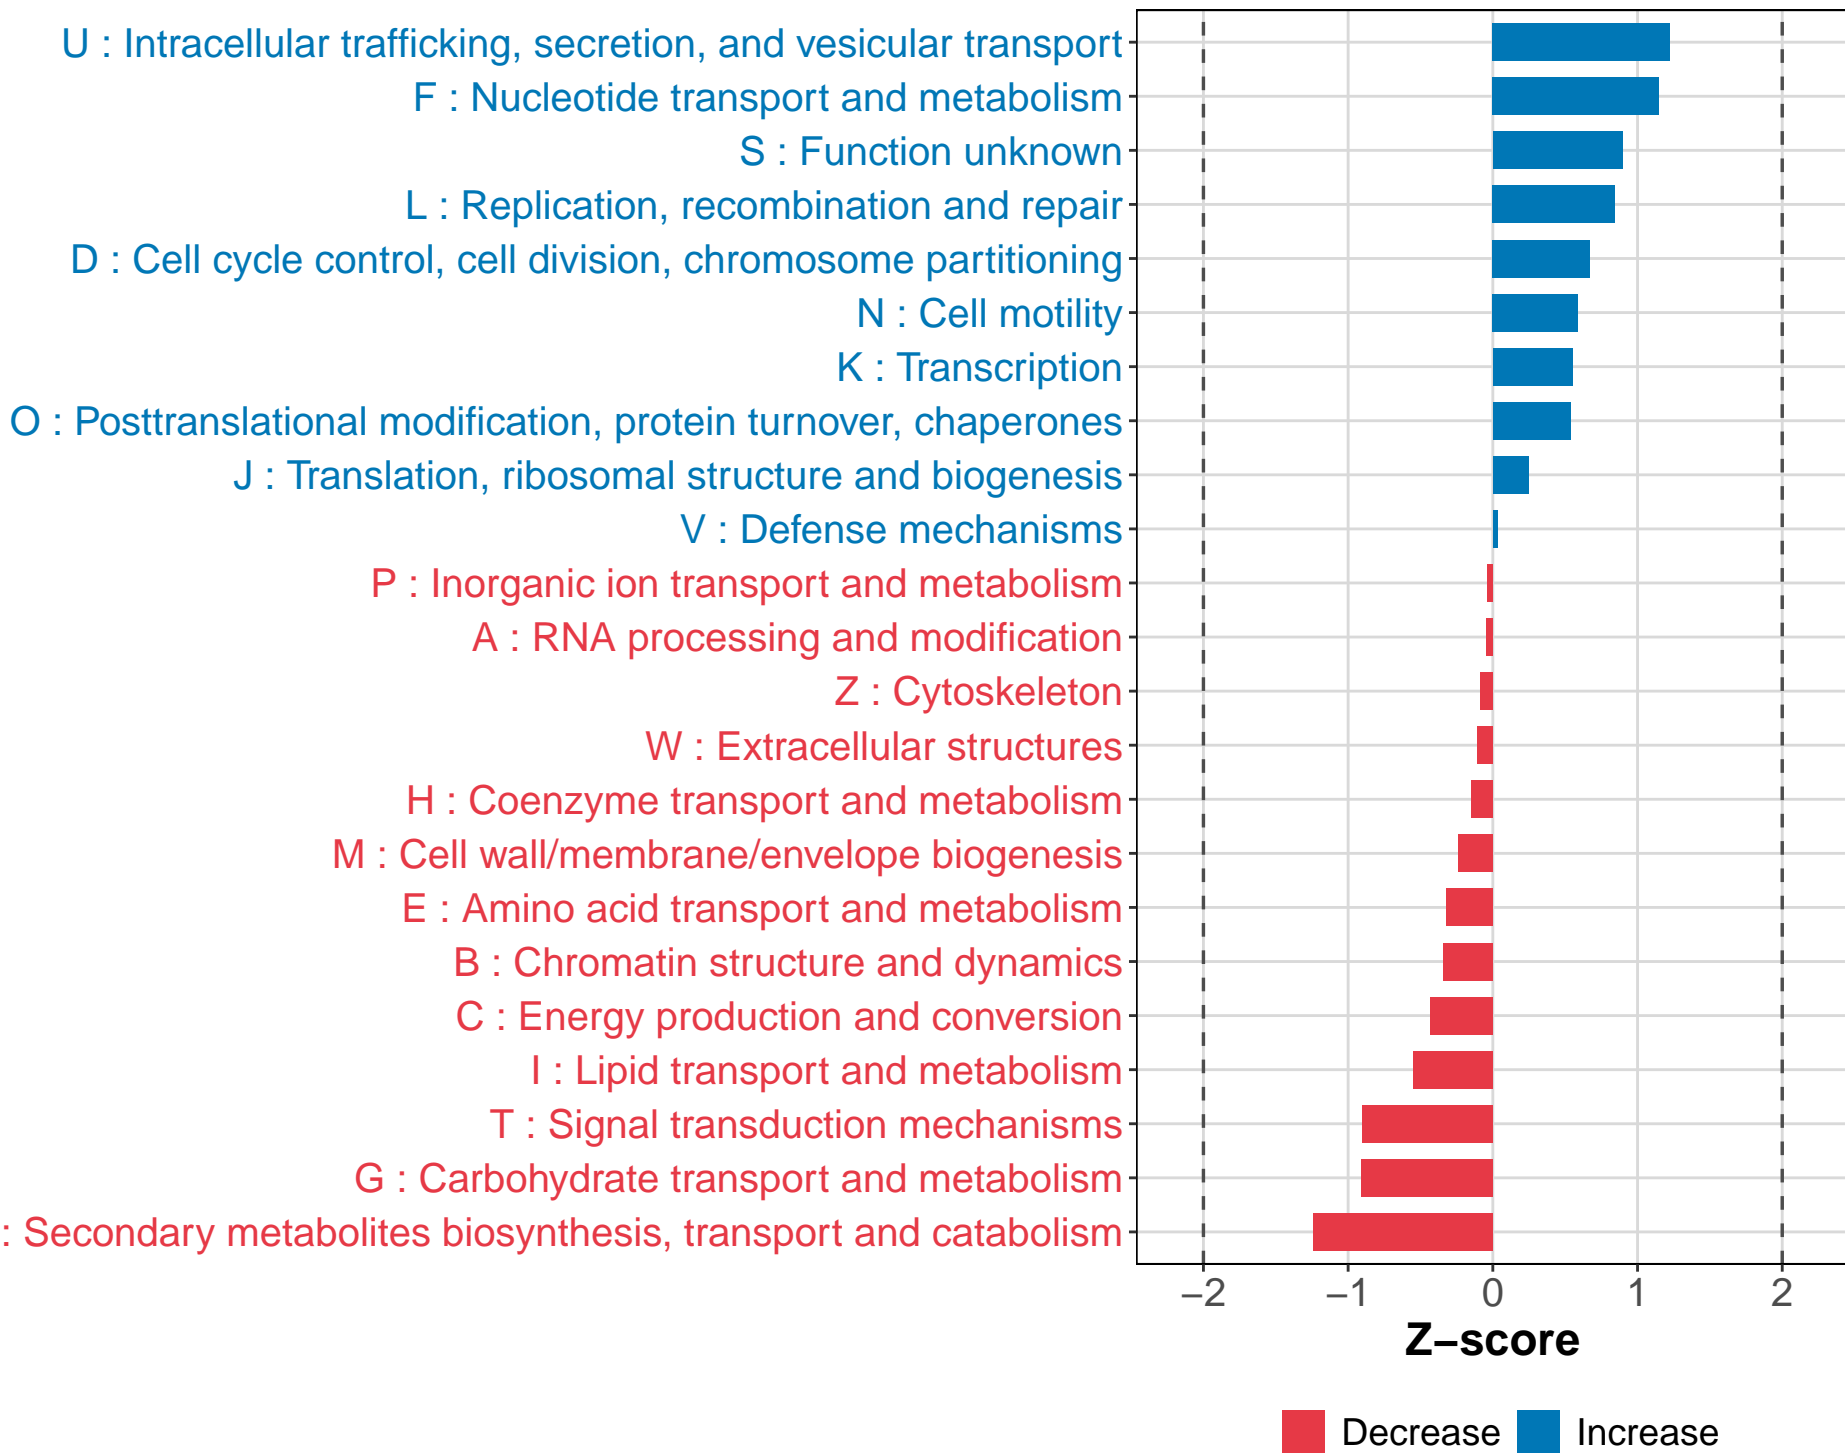 U : Intracellular trafficking, secretion, and vesicular transport
F : Nucleotide transport and metabolism
S : Function unknown
L : Replication, recombination and repair
D : Cell cycle control, cell division, chromosome partitioning
N : Cell motility
K : Transcription
O : Posttranslational modification, protein turnover, chaperones
J : Translation, ribosomal structure and biogenesis
V : Defense mechanisms
P : Inorganic ion transport and metabolism
A : RNA processing and modification
Z : Cytoskeleton
W : Extracellular structures
H : Coenzyme transport and metabolism
M : Cell wall/membrane/envelope biogenesis
E : Amino acid transport and metabolism
B : Chromatin structure and dynamics
C : Energy production and conversion
I : Lipid transport and metabolism
T : Signal transduction mechanisms
G : Carbohydrate transport and metabolism
: Secondary metabolites biosynthesis, transport and catabolism
−2 −1 0 1 2
Z−score
Decrease Increase